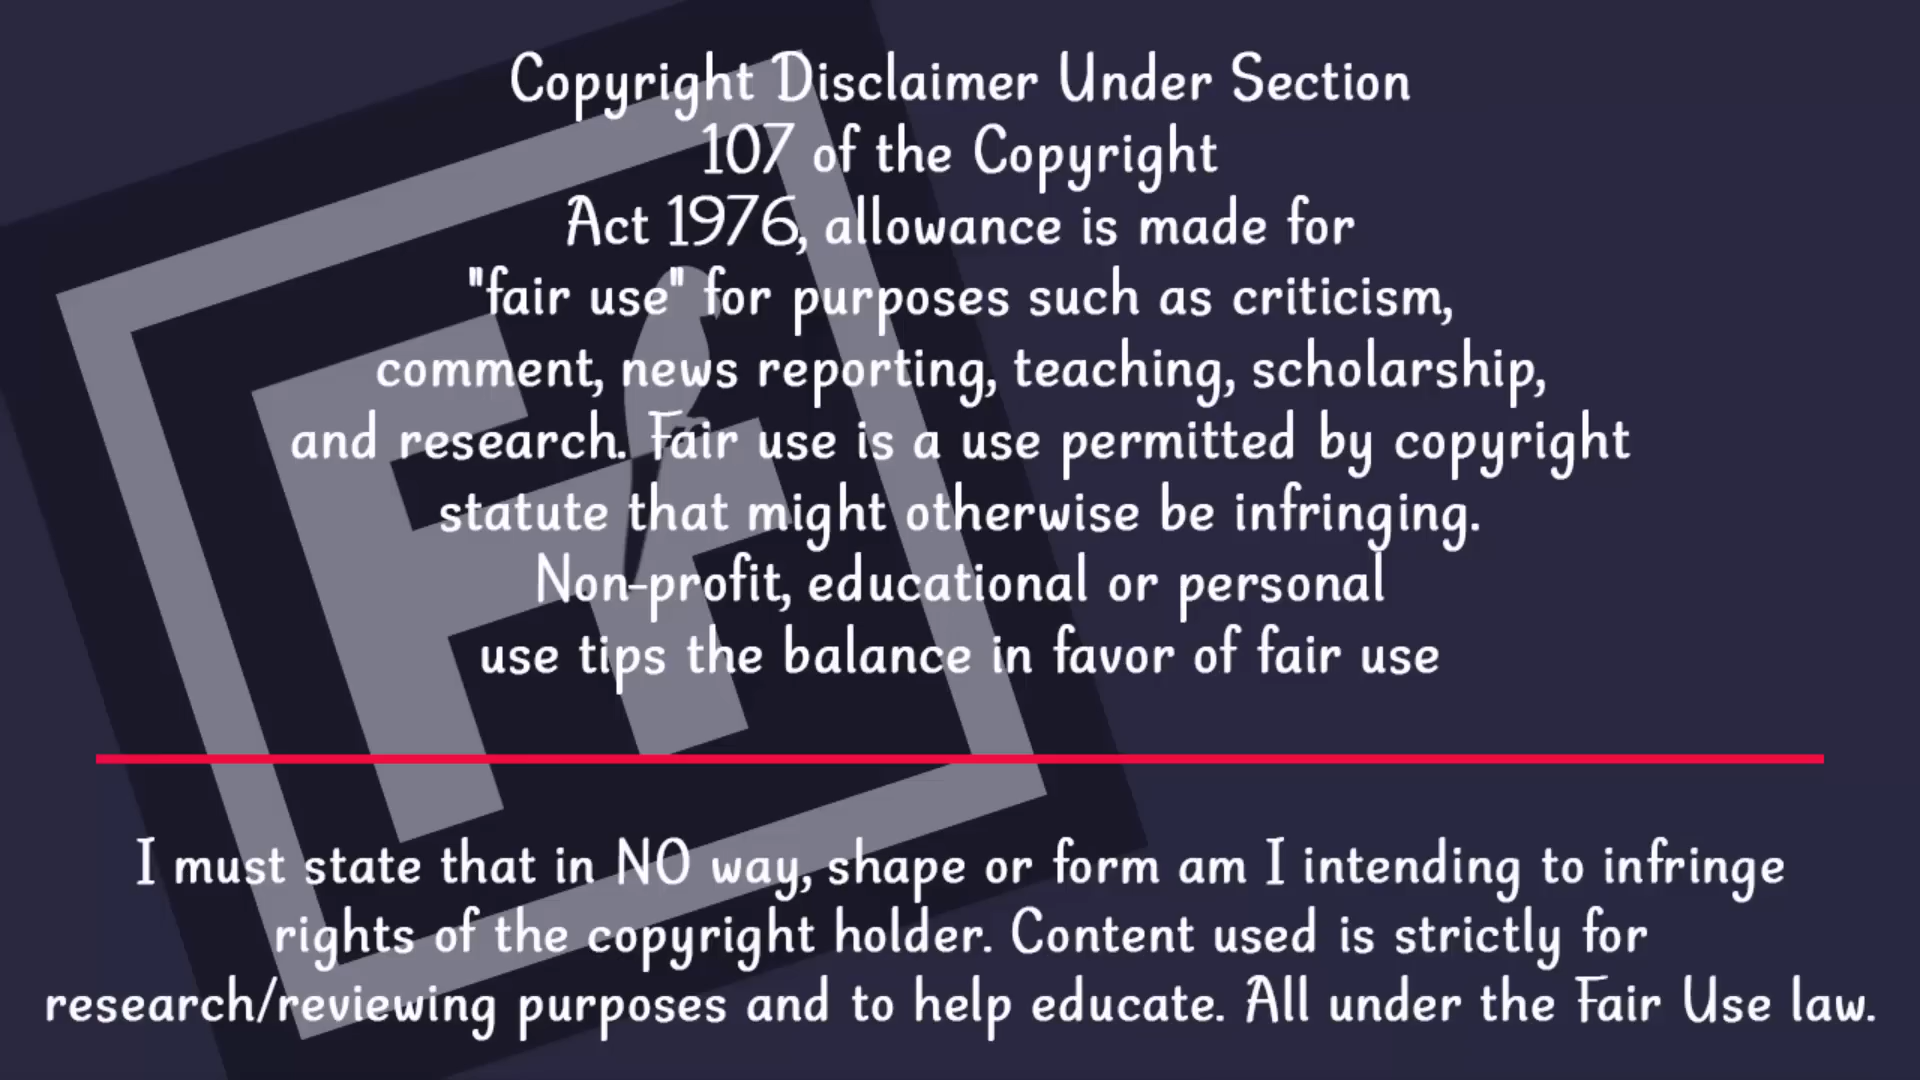 Copyright Disclaimer Under Section
107 of the Copyright
Act 1976, allowance is made for
"fair use" for purposes such as criticism,
comment, news reporting, teaching, scholarship,
and research. Fair use is a use permitted by copyright
statute that might otherwise be infringing.
Non-profit, educational or personal
use tips the balance in favor of fair use
I must state that in NO way, shape or form am I intending to infringe
rights of the copyright holder. Content used is strictly for
research/reviewing purposes and to help educate. All under the Fair Use law.